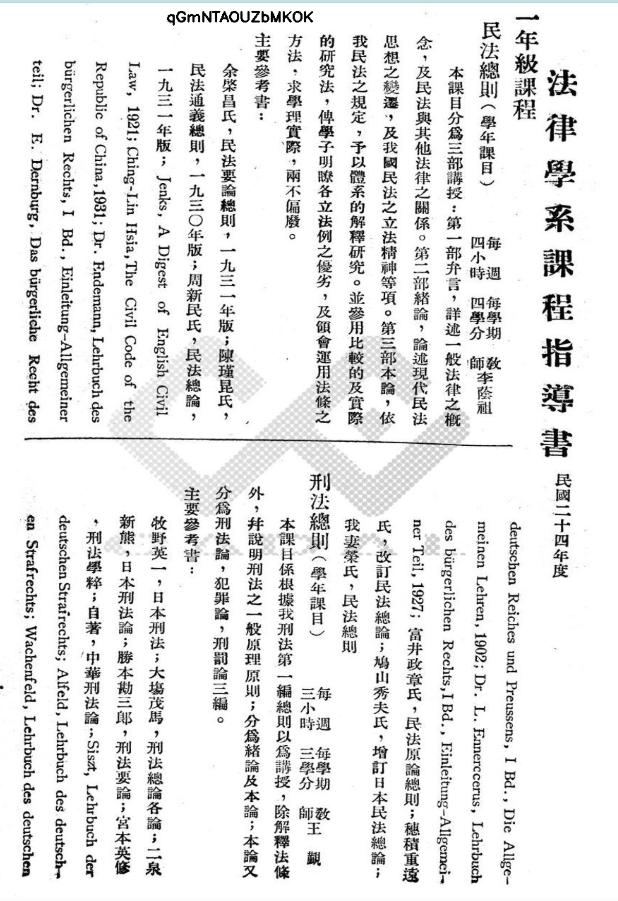 qGmNTAOUZbMKOK
法律學系課程指導書 民國二十四年度
一年級課程
民法總則（學年課目） 每週四小時 每學期四學分 教師李蔭祖
本課目分爲三部講授：第一部弁言，詳述一般法律之概
念，及民法與其他法律之關係。第二部緒論，論述現代民法
思想之變遷，及我國民法之立法精神等項。第三部本論，依
我民法之規定，予以體系的解釋硏究。並參用比較的及實際
的硏究法，俾學子明瞭各立法例之優劣，及領會運用法條之
方法，求學理實際，兩不偏廢。
主要參考書：
余棨昌氏，民法要論總則，一九三一年版；陳瑾昆氏，
民法通義總則，一九三〇年版；周新民氏，民法總論，
一九三一年版； Jenks, A Digest of English Civil
Law, 1921; Ching-Lin Hsia, The Civil Code of the
Republic of China, 1931; Dr. Endemann, Lehrbuch des
bürgerlichen Rechts, I Bd., Einleitung-Allgemeiner
teil; Dr. E. Dernburg, Das bürgerliche Recht des
deutschen Reiches und Preussens, I Bd., Die Allge-
meinen Lehren, 1902; Dr. L. Enneccerus, Lehrbuch
des bürgerlichen Rechts, I Bd., Einleitung-Allgemei-
ner Teil, 1927; 富井政章氏，民法原論總則；穗積重遠
氏，改訂民法總論；鳩山秀夫氏，增訂日本民法總論；
我妻榮氏，民法總則
刑法總則（學年課目） 每週三小時 每學期三學分 教師王覲
本課目係根據我刑法第一編總則以爲講授，除解釋法條
外，幷說明刑法之一般原理原則；分爲緒論及本論；本論又
分爲刑法論，犯罪論，刑罰論三編。
主要參考書：
牧野英一，日本刑法；大塲茂馬，刑法總論各論；二泉
新熊，日本刑法論；勝本勘三郎，刑法要論；宮本英修
，刑法學粹；自著，中華刑法論；Siszt, Lehrbuch der
deutschen Strafrechts; Alfeld, Lehrbuch des deutsch-
en Strafrechts; Wachenfeld, Lehrbuch des deutschen